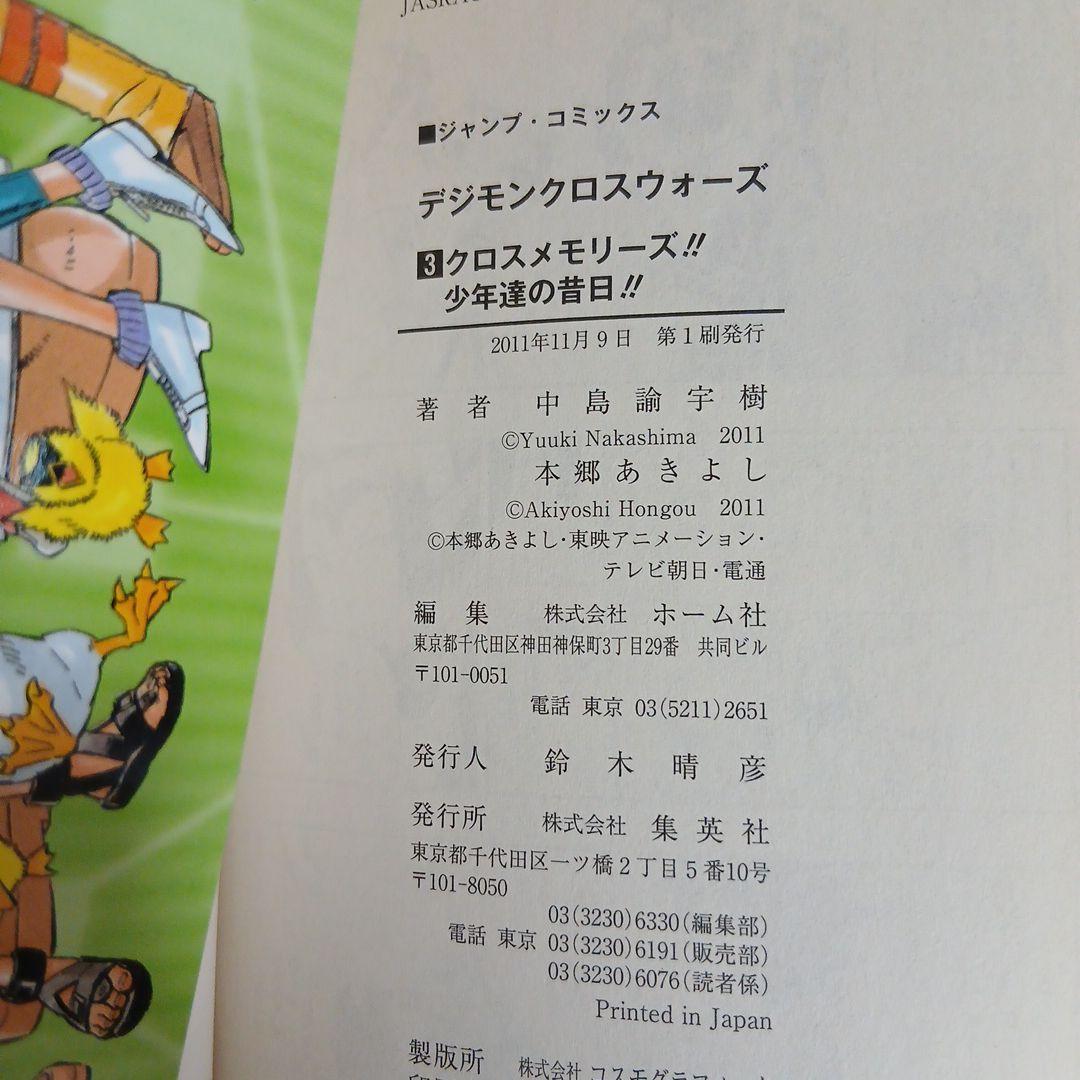 ■ジャンプ・コミックス
デジモンクロスウォーズ
3 クロスメモリーズ!!
少年達の昔日!!
2011年11月9日 第1刷発行
著者 中島諭宇樹
©Yuuki Nakashima 2011
本郷あきよし
©Akiyoshi Hongou 2011
©本郷あきよし・東映アニメーション・
テレビ朝日・電通
編集 株式会社 ホーム社
東京都千代田区神田神保町3丁目29番 共同ビル
〒101-0051
電話 東京 03(5211)2651
発行人 鈴木晴彦
発行所 株式会社 集英社
東京都千代田区一ツ橋2丁目5番10号
〒101-8050
03(3230)6330(編集部)
電話 東京 03(3230)6191(販売部)
03(3230)6076(読者係)
Printed in Japan
製版所 株式会社